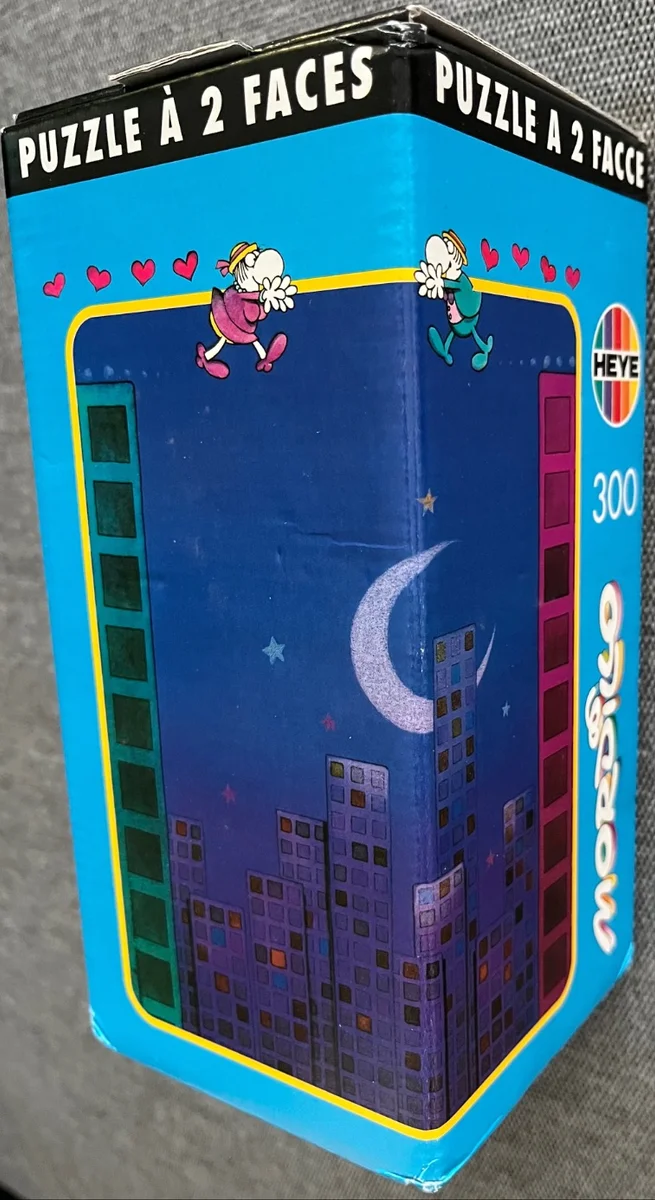 PUZZLE À 2 FACES
PUZZLE A 2 FACCE
HEYE
300
MORDILLO